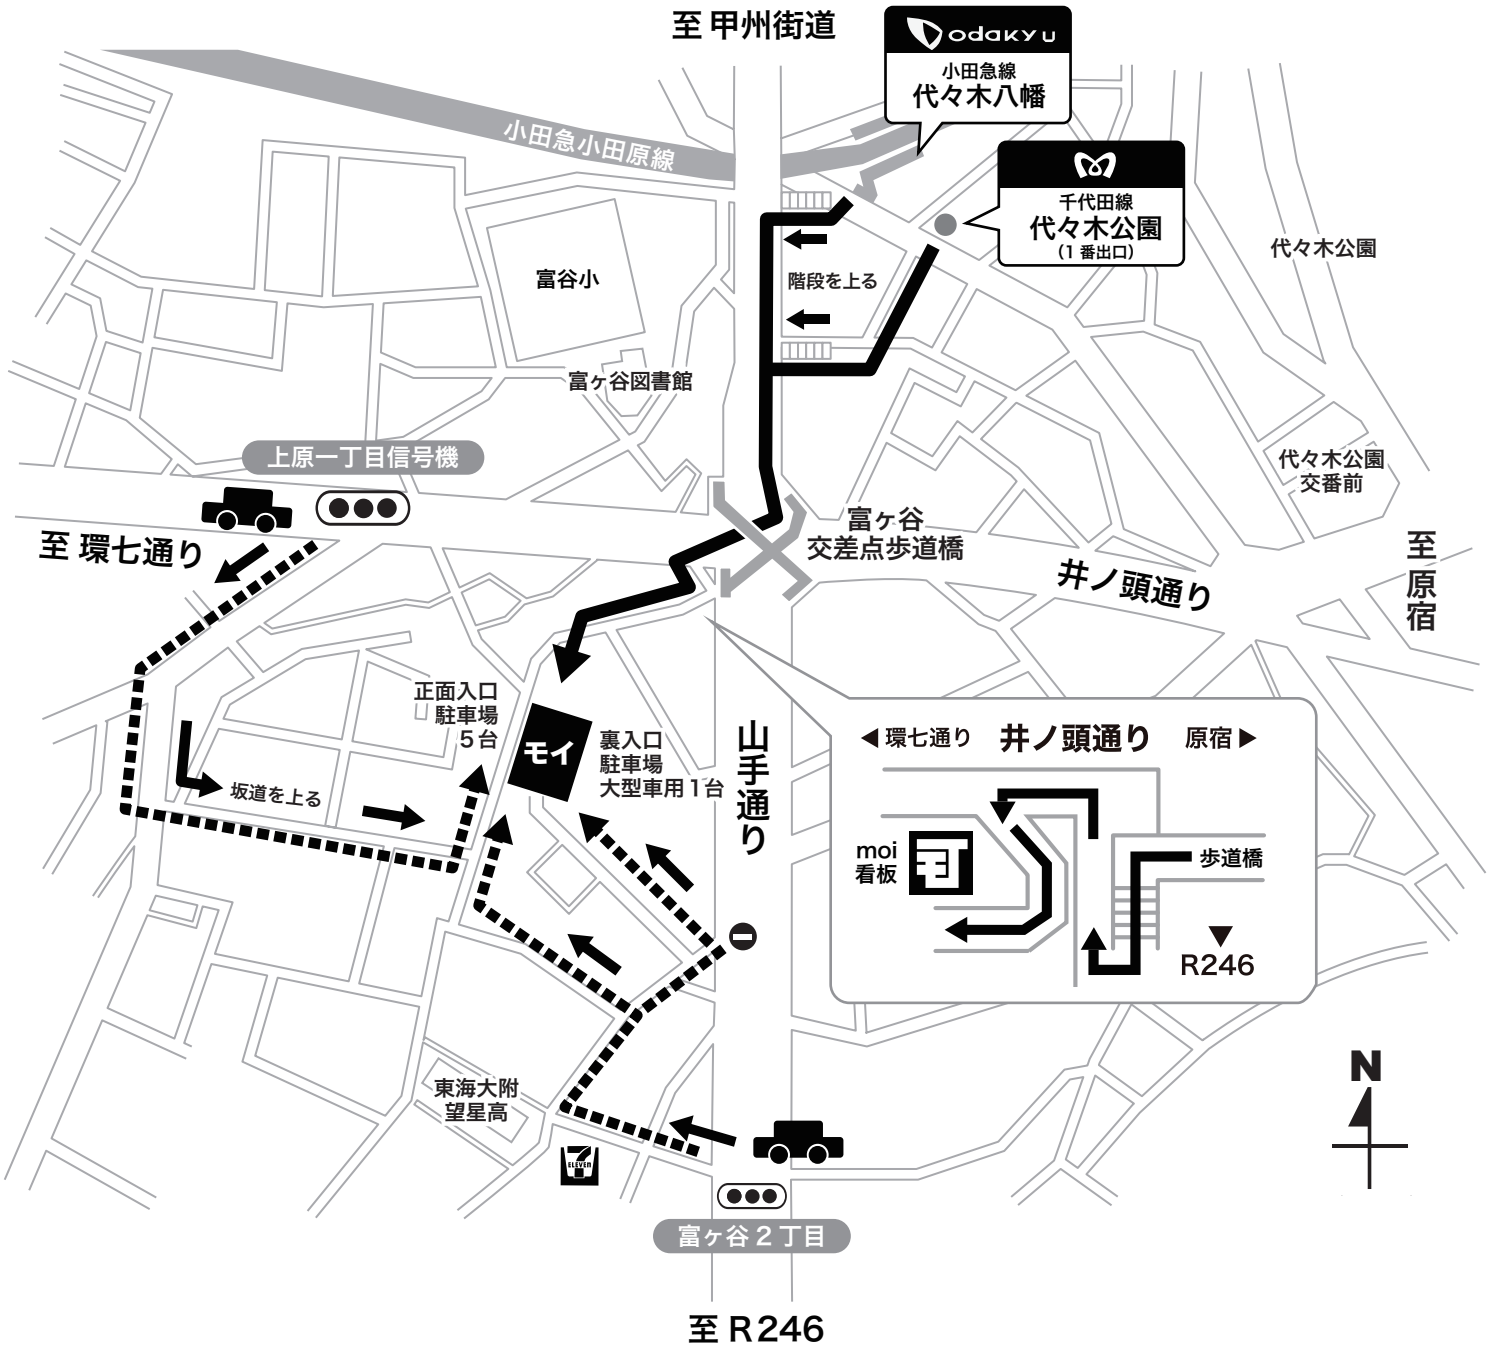 至 甲州街道
odakyu
小田急線
代々木八幡
小田急小田原線
千代田線
代々木公園
(1 番出口)
代々木公園
富谷小
階段を上る
富ヶ谷図書館
上原一丁目信号機
代々木公園
交番前
富ヶ谷
交差点歩道橋
至 環七通り
井ノ頭通り
至
原
宿
正面入口
駐車場
5台
モイ
裏入口
駐車場
大型車用1台
山手通り
坂道を上る
環七通り
井ノ頭通り
原宿
moi
看板
モイ
歩道橋
R246
N
東海大附
望星高
7
ELEVEN
富ヶ谷2丁目
至 R246